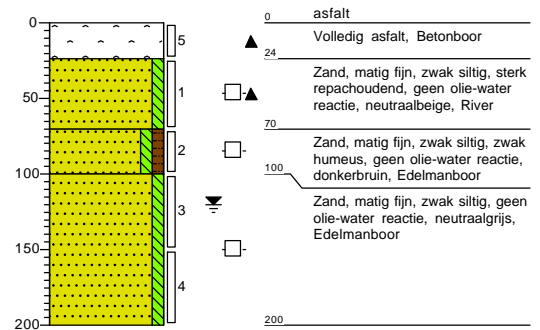 0
50
100
150
200
5
1
2
3
4
0
asfalt
Volledig asfalt, Betonboor
24
Zand, matig fijn, zwak siltig, sterk
repachoudend, geen olie-water
reactie, neutraalbeige, River
70
Zand, matig fijn, zwak siltig, zwak
humeus, geen olie-water reactie,
donkerbruin, Edelmanboor
100
Zand, matig fijn, zwak siltig, geen
olie-water reactie, neutraalgrijs,
Edelmanboor
200